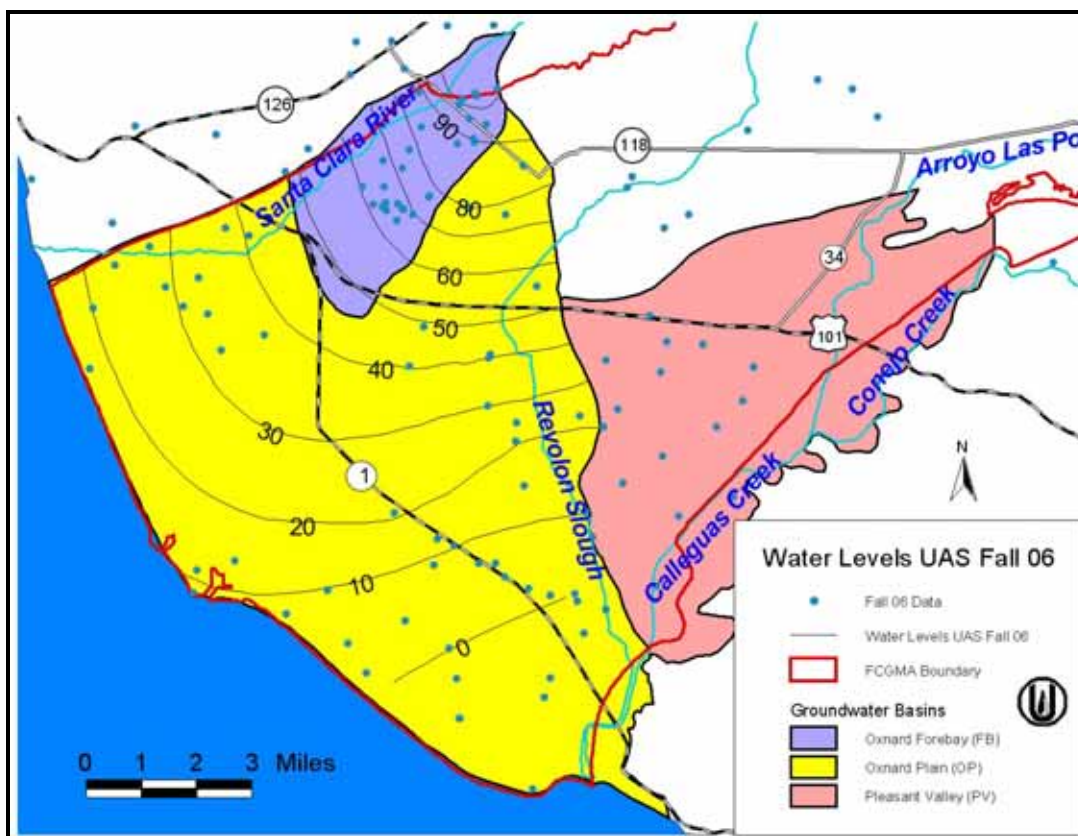 126
118
Santa Clara River
Arroyo Las Po
90
80
34
60
50
101
40
Conejo Creek
30
Revolon Slough
1
N
20
Calleguas Creek
10
0
0 1 2 3 Miles
Water Levels UAS Fall 06
Fall 06 Data
Water Levels UAS Fall 06
FCGMA Boundary
Groundwater Basins
Oxnard Forebay (FB)
Oxnard Plain (OP)
Pleasant Valley (PV)